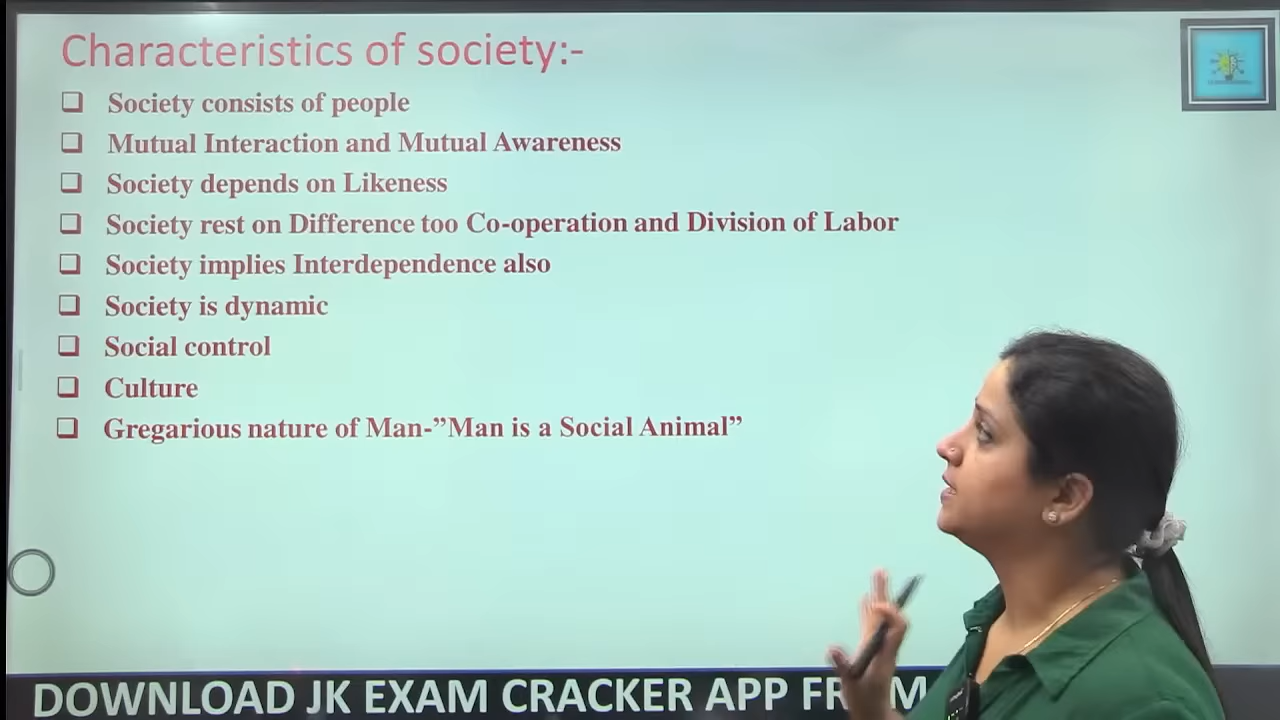 Characteristics of society:-
❑ Society consists of people
❑ Mutual Interaction and Mutual Awareness
❑ Society depends on Likeness
❑ Society rest on Difference too Co-operation and Division of Labor
❑ Society implies Interdependence also
❑ Society is dynamic
❑ Social control
❑ Culture
❑ Gregarious nature of Man-”Man is a Social Animal”
DOWNLOAD JK EXAM CRACKER APP